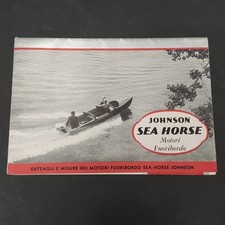 JOHNSON
SEA HORSE
Motori
Fuoribordo
DETTAGLI E MISURE DEI MOTORI FUORIBORDO SEA-HORSE JOHNSON